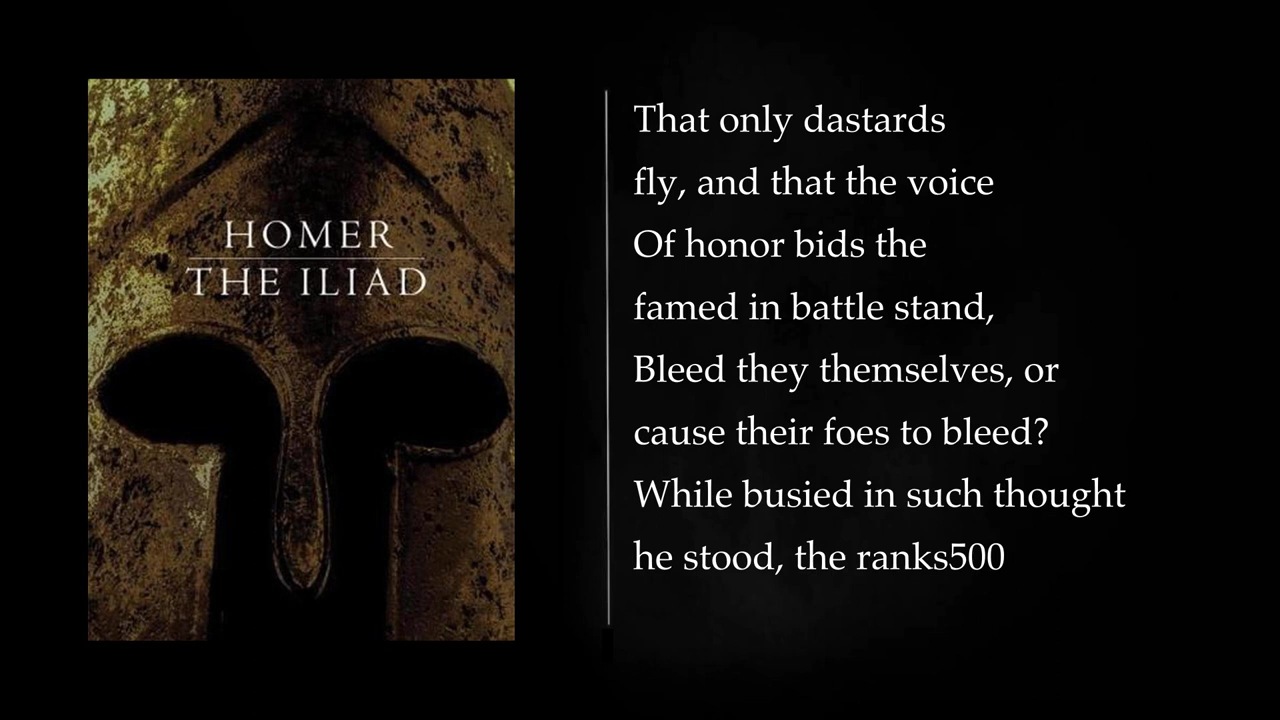 HOMER
THE ILIAD
That only dastards
fly, and that the voice
Of honor bids the
famed in battle stand,
Bleed they themselves, or
cause their foes to bleed?
While busied in such thought
he stood, the ranks500